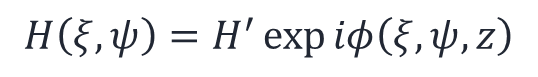 H(ξ, ψ) = H′ exp iϕ(ξ, ψ, z)